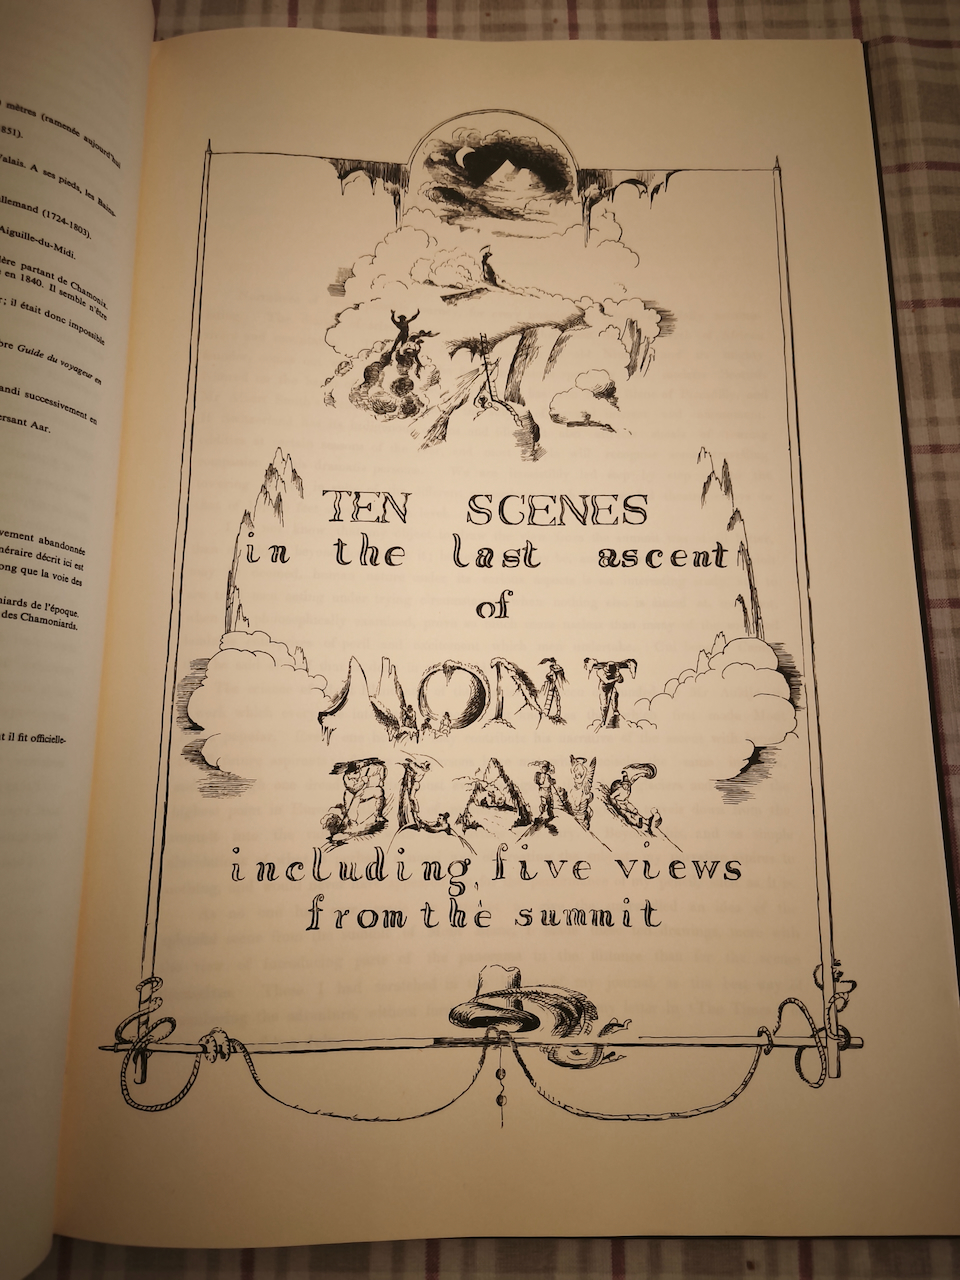 mètres (ramenée aujourd'hui
851).
Valais. A ses pieds, les Bains-
llemand (1724-1803).
Aiguille-du-Midi.
ière partant de Chamonix.
e en 1840. Il semble n'être
; il était donc impossible
bre Guide du voyageur en
andi successivement en
ersant Aar.
vement abandonnée
néraire décrit ici est
ong que la voie des
niards de l'époque.
des Chamoniards.
t il fit officielle-
TEN SCENES
in the last ascent
of
MONT
BLANC
including five views
from the summit